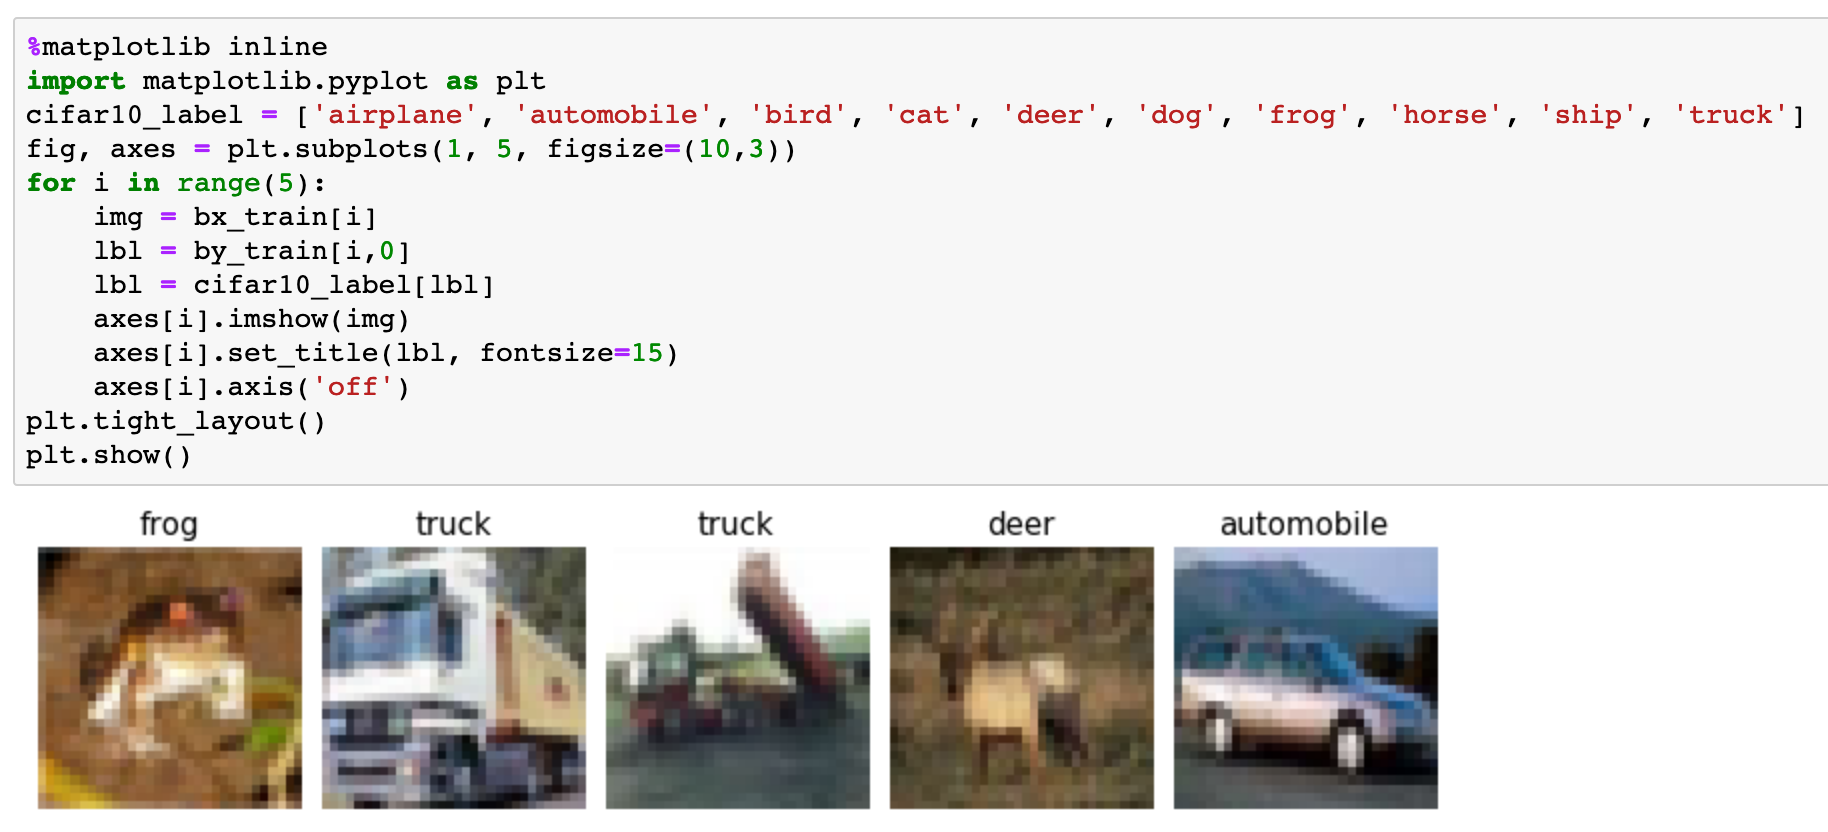 %matplotlib inline
import matplotlib.pyplot as plt
cifar10_label = ['airplane', 'automobile', 'bird', 'cat', 'deer', 'dog', 'frog', 'horse', 'ship', 'truck']
fig, axes = plt.subplots(1, 5, figsize=(10,3))
for i in range(5):
    img = bx_train[i]
    lbl = by_train[i,0]
    lbl = cifar10_label[lbl]
    axes[i].imshow(img)
    axes[i].set_title(lbl, fontsize=15)
    axes[i].axis('off')
plt.tight_layout()
plt.show()
frog truck truck deer automobile